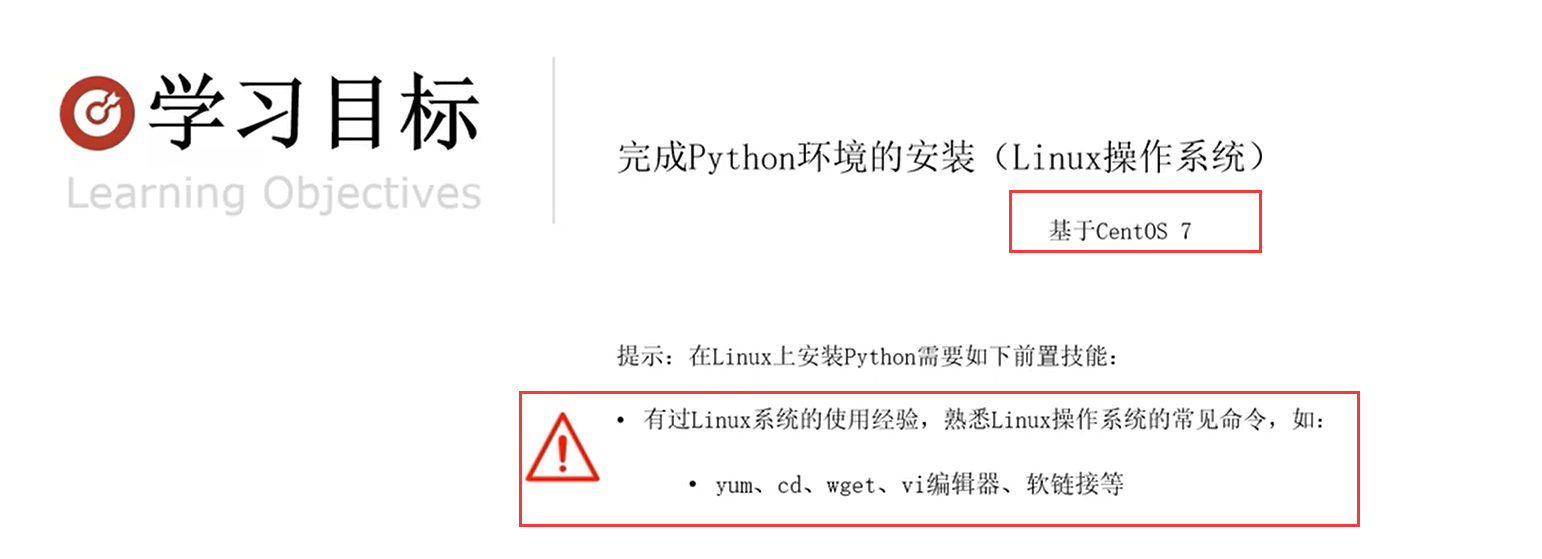 学习目标
Learning Objectives
完成Python环境的安装（Linux操作系统）
基于CentOS 7
提示：在Linux上安装Python需要如下前置技能：
• 有过Linux系统的使用经验，熟悉Linux操作系统的常见命令，如：
• yum、cd、wget、vi编辑器、软链接等